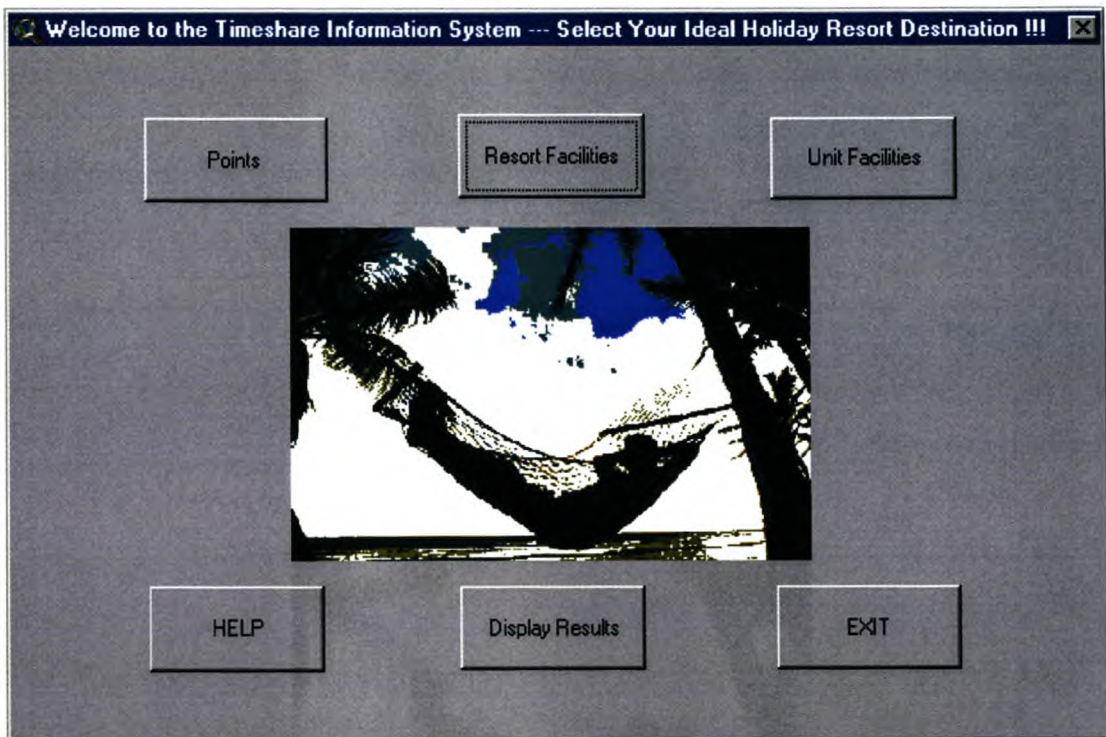 Welcome to the Timeshare Information System --- Select Your Ideal Holiday Resort Destination !!!
Points
Resort Facilities
Unit Facilities
HELP
Display Results
EXIT